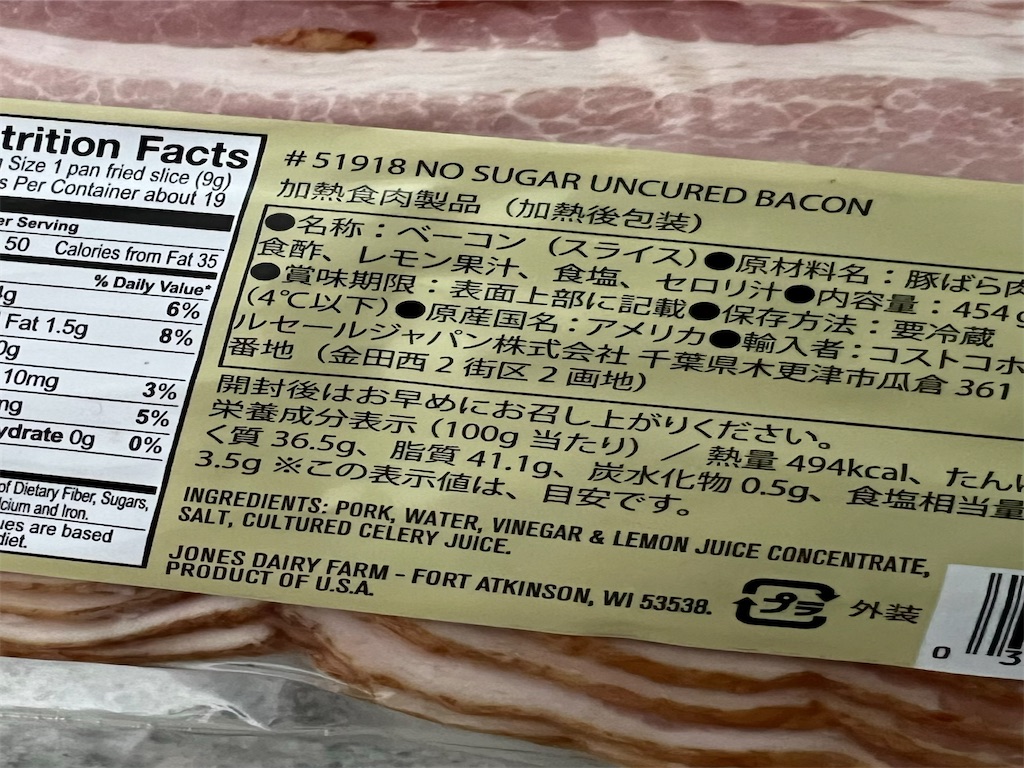 trition Facts
Size 1 pan fried slice (9g)
s Per Container about 19
er Serving
50 Calories from Fat 35
% Daily Value*
4g 6%
Fat 1.5g 8%
0g
10mg 3%
mg 5%
ydrate 0g 0%
of Dietary Fiber, Sugars,
lcium and Iron.
ues are based
diet.
#51918 NO SUGAR UNCURED BACON
加熱食肉製品 (加熱後包装)
●名称：ベーコン (スライス)●原材料名：豚ばら肉
食酢、レモン果汁、食塩、セロリ汁●内容量：454g
●賞味期限：表面上部に記載●保存方法：要冷蔵
(4℃以下)●原産国名：アメリカ●輸入者：コストコホ
ルセールジャパン株式会社 千葉県木更津市瓜倉 361
番地 (金田西 2 街区 2 画地)
開封後はお早めにお召し上がりください。
栄養成分表示 (100g 当たり) ／熱量 494kcal、たんぱ
く質 36.5g、脂質 41.1g、炭水化物 0.5g、食塩相当量
3.5g ※この表示値は、目安です。
INGREDIENTS: PORK, WATER, VINEGAR & LEMON JUICE CONCENTRATE,
SALT, CULTURED CELERY JUICE.
JONES DAIRY FARM – FORT ATKINSON, WI 53538.
PRODUCT OF U.S.A.
プラ 外装
0 3